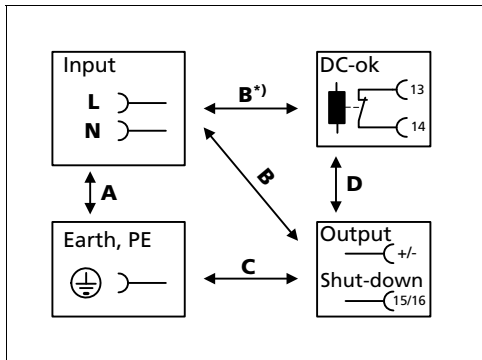 Input
L
N
B*)
DC-ok
13
14
A
B
D
Earth, PE
C
Output
+/-
Shut-down
15/16